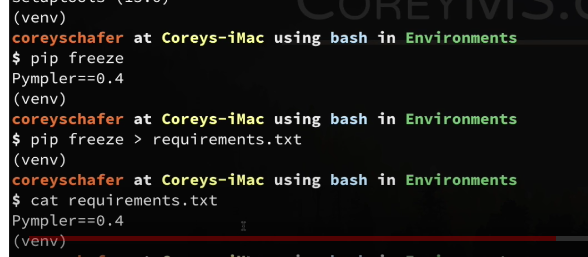 setuptools (15.0)
COREYMS.
(venv)
coreyschafer at Coreys-iMac using bash in Environments
$ pip freeze
Pympler==0.4
(venv)
coreyschafer at Coreys-iMac using bash in Environments
$ pip freeze > requirements.txt
(venv)
coreyschafer at Coreys-iMac using bash in Environments
$ cat requirements.txt
Pympler==0.4
(venv)